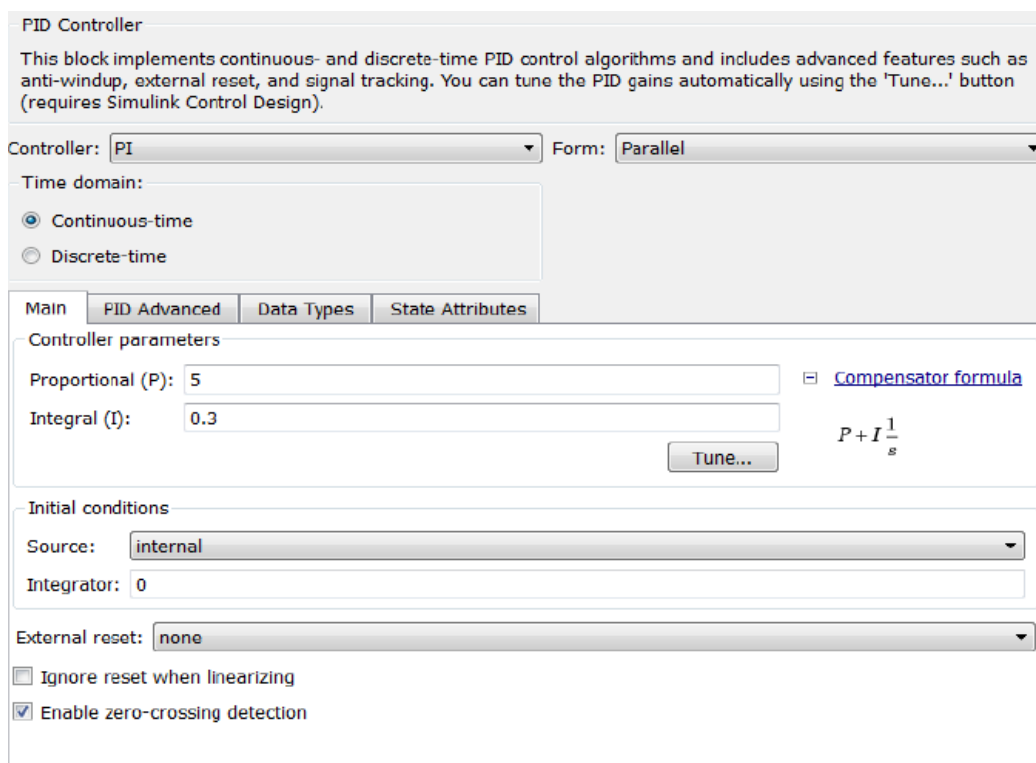 PID Controller
This block implements continuous- and discrete-time PID control algorithms and includes advanced features such as
anti-windup, external reset, and signal tracking. You can tune the PID gains automatically using the 'Tune...' button
(requires Simulink Control Design).
Controller: PI Form: Parallel
Time domain:
Continuous-time
Discrete-time
Main PID Advanced Data Types State Attributes
Controller parameters
Proportional (P): 5 Compensator formula
Integral (I): 0.3
P + I 1/s
Tune...
Initial conditions
Source: internal
Integrator: 0
External reset: none
Ignore reset when linearizing
Enable zero-crossing detection